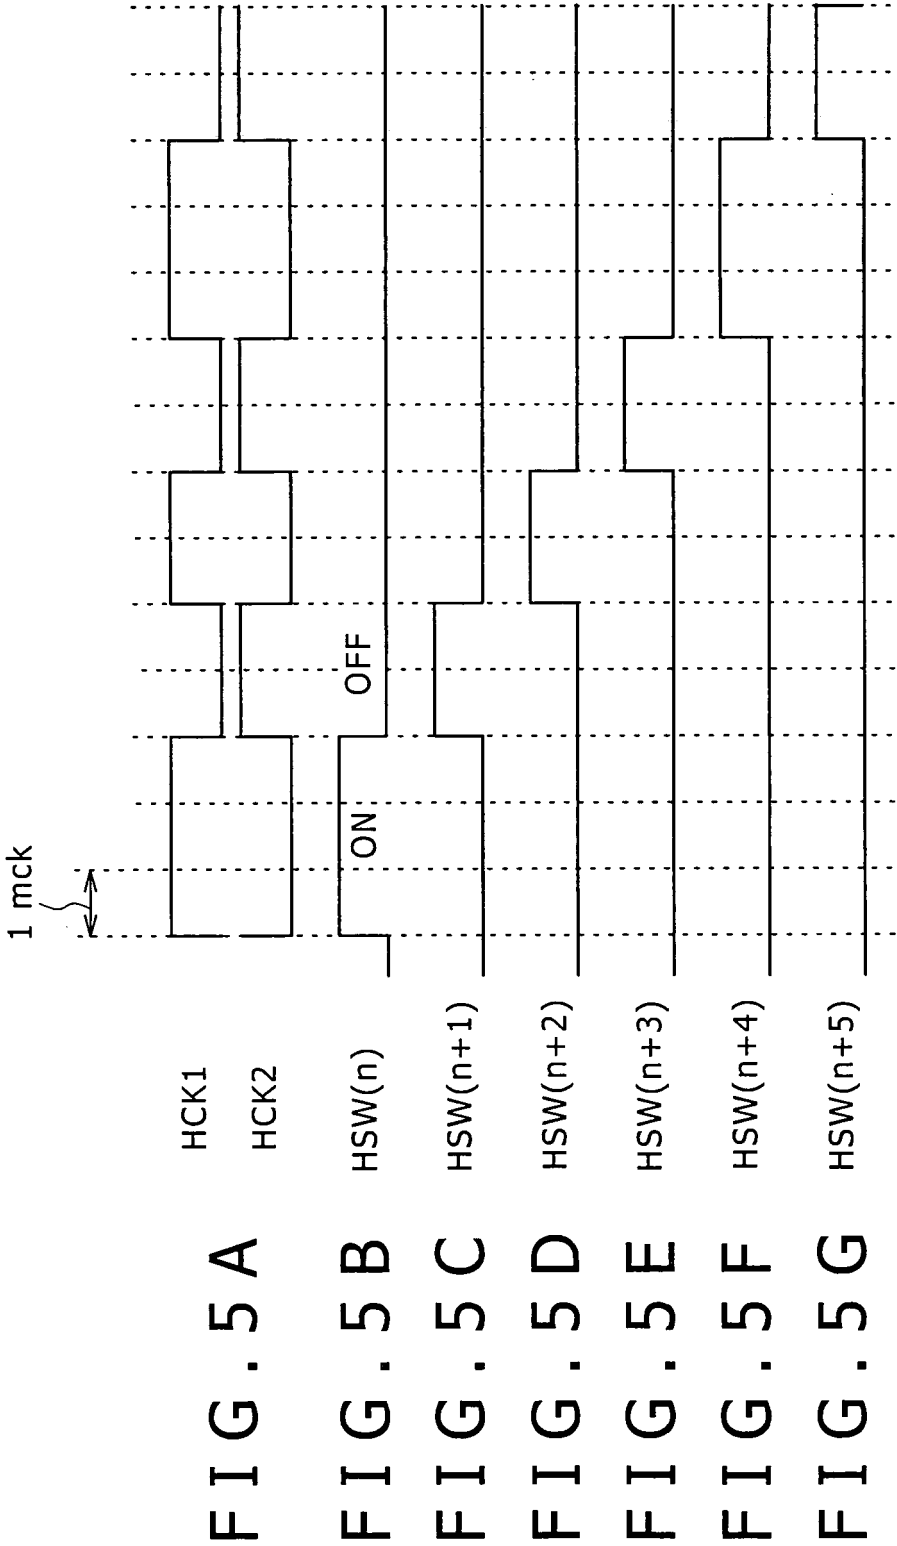 1 mck
FIG.5A HCK1
HCK2
FIG.5B HSW(n) ON OFF
FIG.5C HSW(n+1)
FIG.5D HSW(n+2)
FIG.5E HSW(n+3)
FIG.5F HSW(n+4)
FIG.5G HSW(n+5)